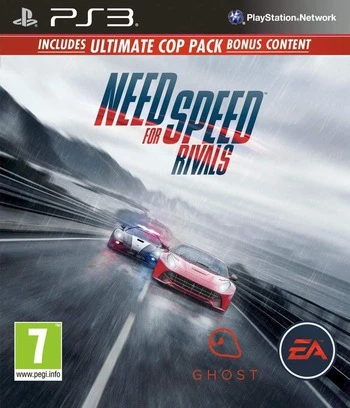 PS3
PlayStation®Network
INCLUDES ULTIMATE COP PACK BONUS CONTENT
NEED
FOR SPEED
RIVALS
7
www.pegi.info
GHOST
EA